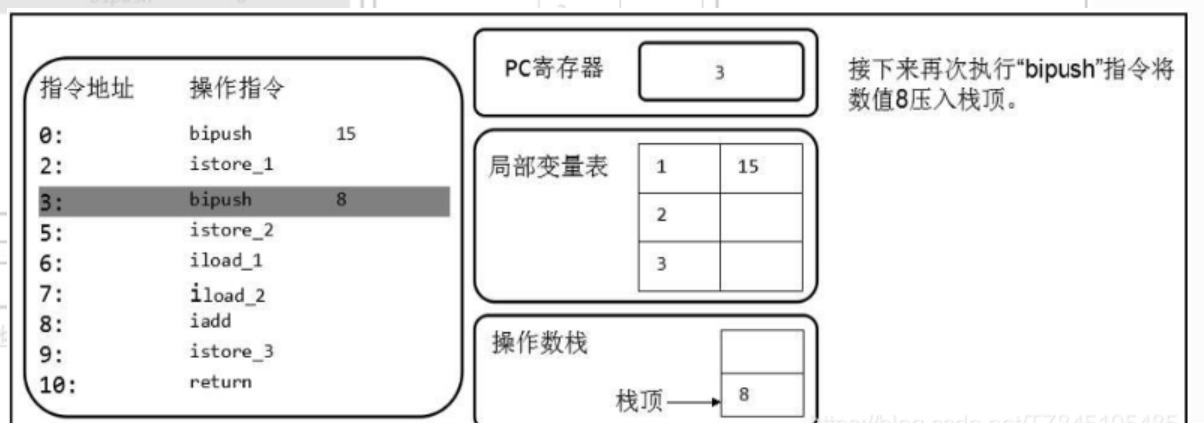 指令地址 操作指令
0: bipush 15
2: istore_1
3: bipush 8
5: istore_2
6: iload_1
7: iload_2
8: iadd
9: istore_3
10: return
PC寄存器 3
局部变量表
1 15
2
3
操作数栈
栈顶 8
接下来再次执行“bipush”指令将
数值8压入栈顶。